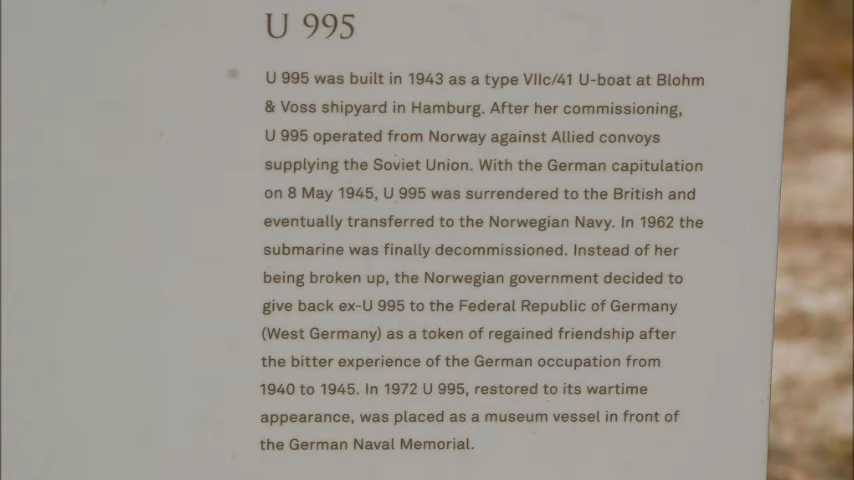 U 995
U 995 was built in 1943 as a type VIIc/41 U-boat at Blohm
& Voss shipyard in Hamburg. After her commissioning,
U 995 operated from Norway against Allied convoys
supplying the Soviet Union. With the German capitulation
on 8 May 1945, U 995 was surrendered to the British and
eventually transferred to the Norwegian Navy. In 1962 the
submarine was finally decommissioned. Instead of her
being broken up, the Norwegian government decided to
give back ex-U 995 to the Federal Republic of Germany
(West Germany) as a token of regained friendship after
the bitter experience of the German occupation from
1940 to 1945. In 1972 U 995, restored to its wartime
appearance, was placed as a museum vessel in front of
the German Naval Memorial.